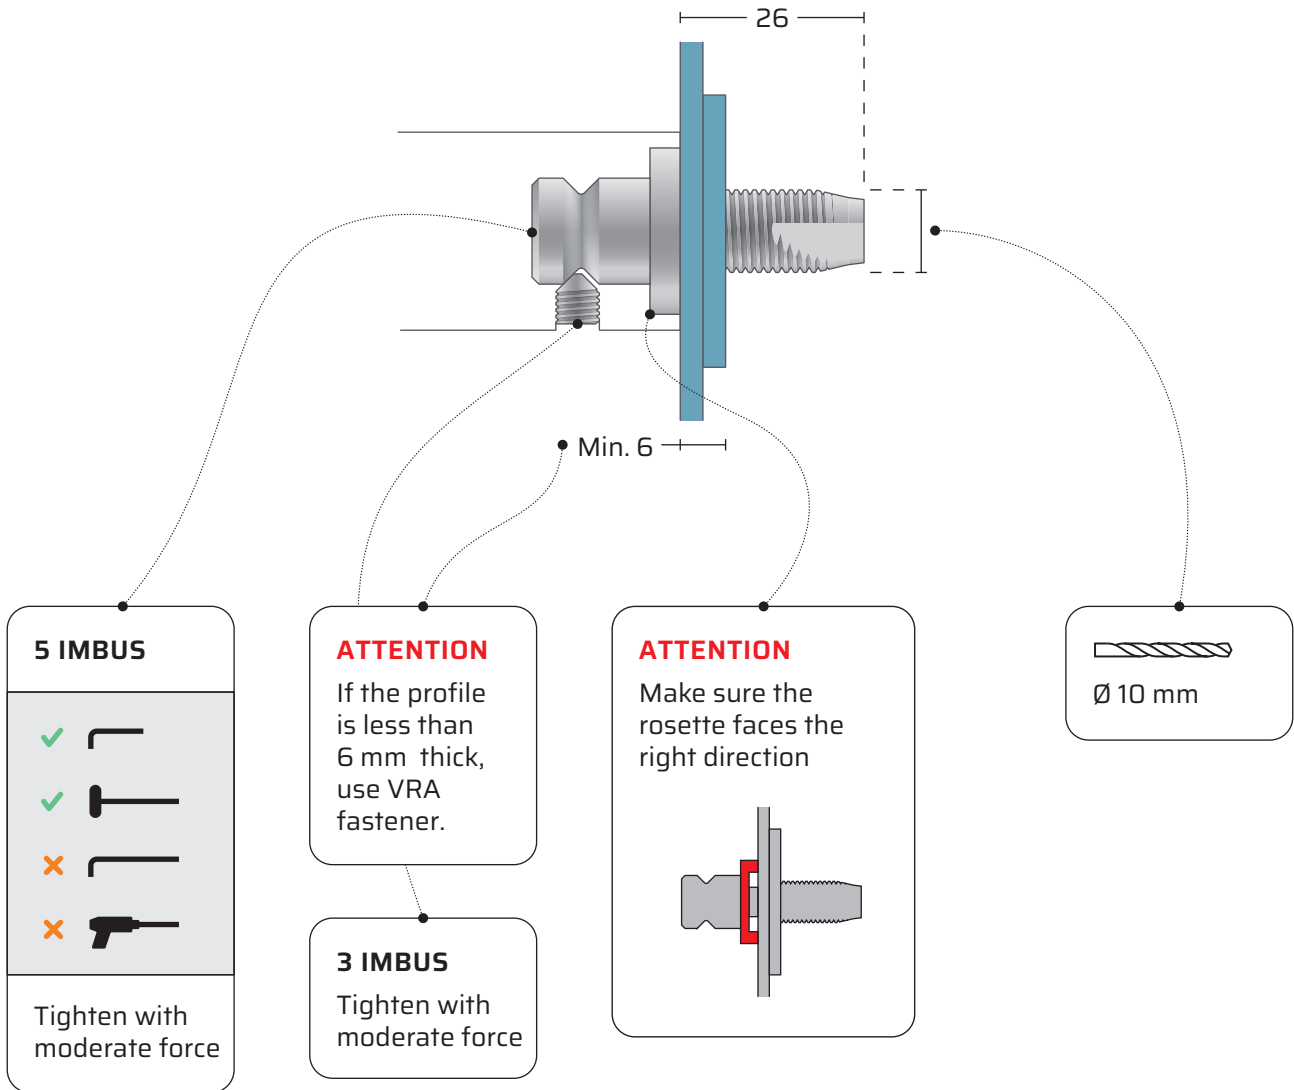 26
Min. 6
5 IMBUS
Tighten with
moderate force
ATTENTION
If the profile
is less than
6 mm thick,
use VRA
fastener.
3 IMBUS
Tighten with
moderate force
ATTENTION
Make sure the
rosette faces the
right direction
Ø 10 mm